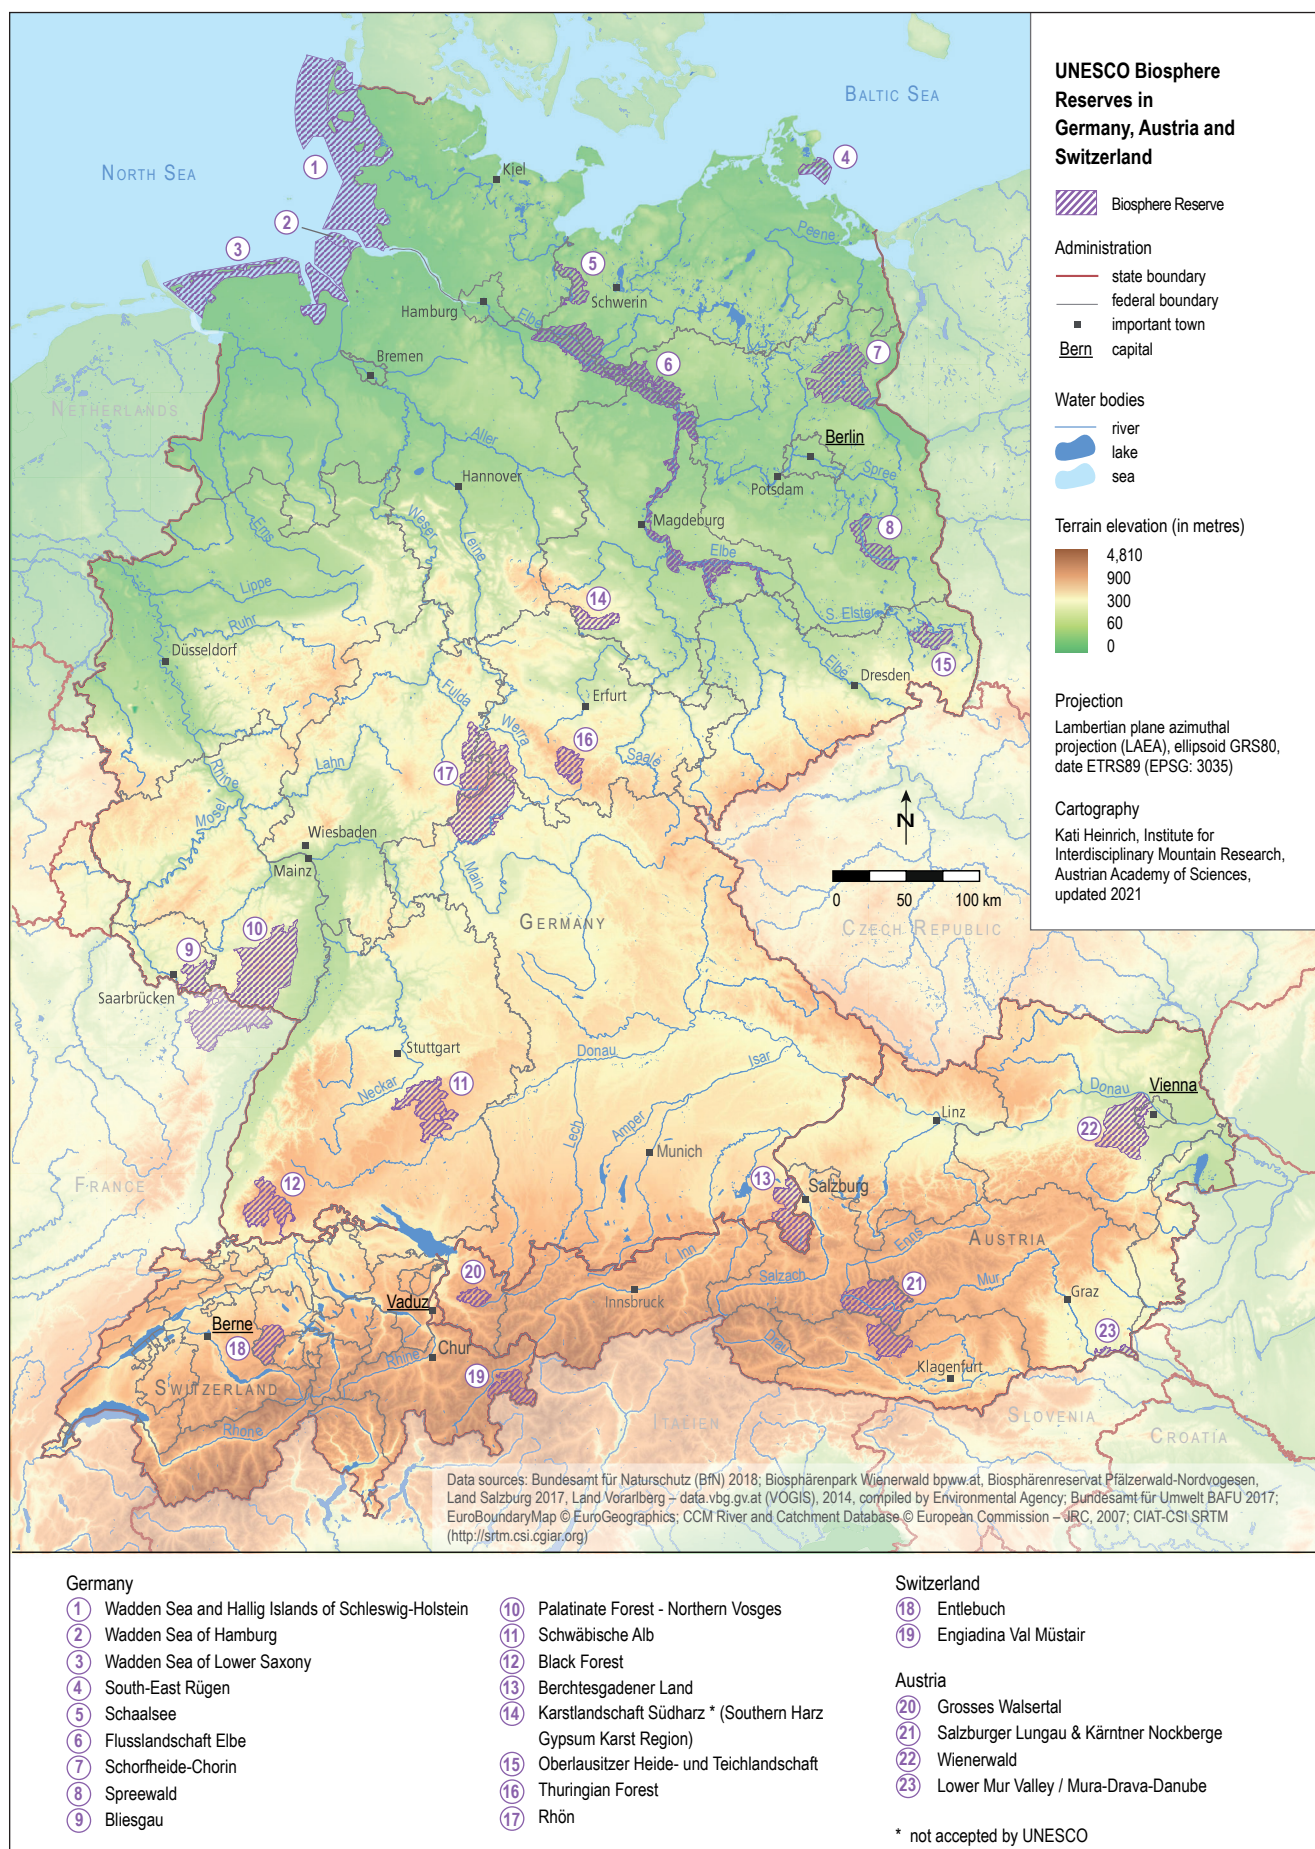 UNESCO Biosphere
Reserves in
Germany, Austria and
Switzerland
Biosphere Reserve
Administration
state boundary
federal boundary
important town
Bern capital
Water bodies
river
lake
sea
Terrain elevation (in metres)
4,810
900
300
60
0
Projection
Lambertian plane azimuthal
projection (LAEA), ellipsoid GRS80,
date ETRS89 (EPSG: 3035)
Cartography
Kati Heinrich, Institute for
Interdisciplinary Mountain Research,
Austrian Academy of Sciences,
updated 2021
N
0 50 100 km
BALTIC SEA
NORTH SEA
1
2
3
4
5
6
7
8
9
10
11
12
13
14
15
16
17
18
19
20
21
22
23
Kiel
Peene
Schwerin
Hamburg
Elbe
Bremen
NETHERLANDS
Aller
Berlin
Hannover
Potsdam
Spree
Ems
Weser
Leine
Magdeburg
Elbe
Lippe
Ruhr
S. Elster
Düsseldorf
Elbe
Dresden
Fulda
Erfurt
Werra
Saale
Rhine
Lahn
Mosel
Wiesbaden
Mainz
Main
GERMANY
CZECH REPUBLIC
Saarbrücken
Stuttgart
Donau
Isar
Neckar
Donau
Vienna
Linz
Lech
Amper
Munich
FRANCE
Salzburg
Enns
AUSTRIA
Inn
Salzach
Mur
Innsbruck
Graz
Vaduz
Berne
Chur
Rhine
Drau
Klagenfurt
SWITZERLAND
Rhone
ITALIEN
SLOVENIA
CROATIA
Data sources: Bundesamt für Naturschutz (BfN) 2018; Biosphärenpark Wienerwald bpww.at, Biosphärenreservat Pfälzerwald-Nordvogesen,
Land Salzburg 2017, Land Vorarlberg – data.vbg.gv.at (VOGIS), 2014, compiled by Environmental Agency; Bundesamt für Umwelt BAFU 2017;
EuroBoundaryMap © EuroGeographics; CCM River and Catchment Database © European Commission – JRC, 2007; CIAT-CSI SRTM
(http://srtm.csi.cgiar.org)
Germany
1 Wadden Sea and Hallig Islands of Schleswig-Holstein
2 Wadden Sea of Hamburg
3 Wadden Sea of Lower Saxony
4 South-East Rügen
5 Schaalsee
6 Flusslandschaft Elbe
7 Schorfheide-Chorin
8 Spreewald
9 Bliesgau
10 Palatinate Forest - Northern Vosges
11 Schwäbische Alb
12 Black Forest
13 Berchtesgadener Land
14 Karstlandschaft Südharz * (Southern Harz
Gypsum Karst Region)
15 Oberlausitzer Heide- und Teichlandschaft
16 Thuringian Forest
17 Rhön
Switzerland
18 Entlebuch
19 Engiadina Val Müstair
Austria
20 Grosses Walsertal
21 Salzburger Lungau & Kärntner Nockberge
22 Wienerwald
23 Lower Mur Valley / Mura-Drava-Danube
* not accepted by UNESCO